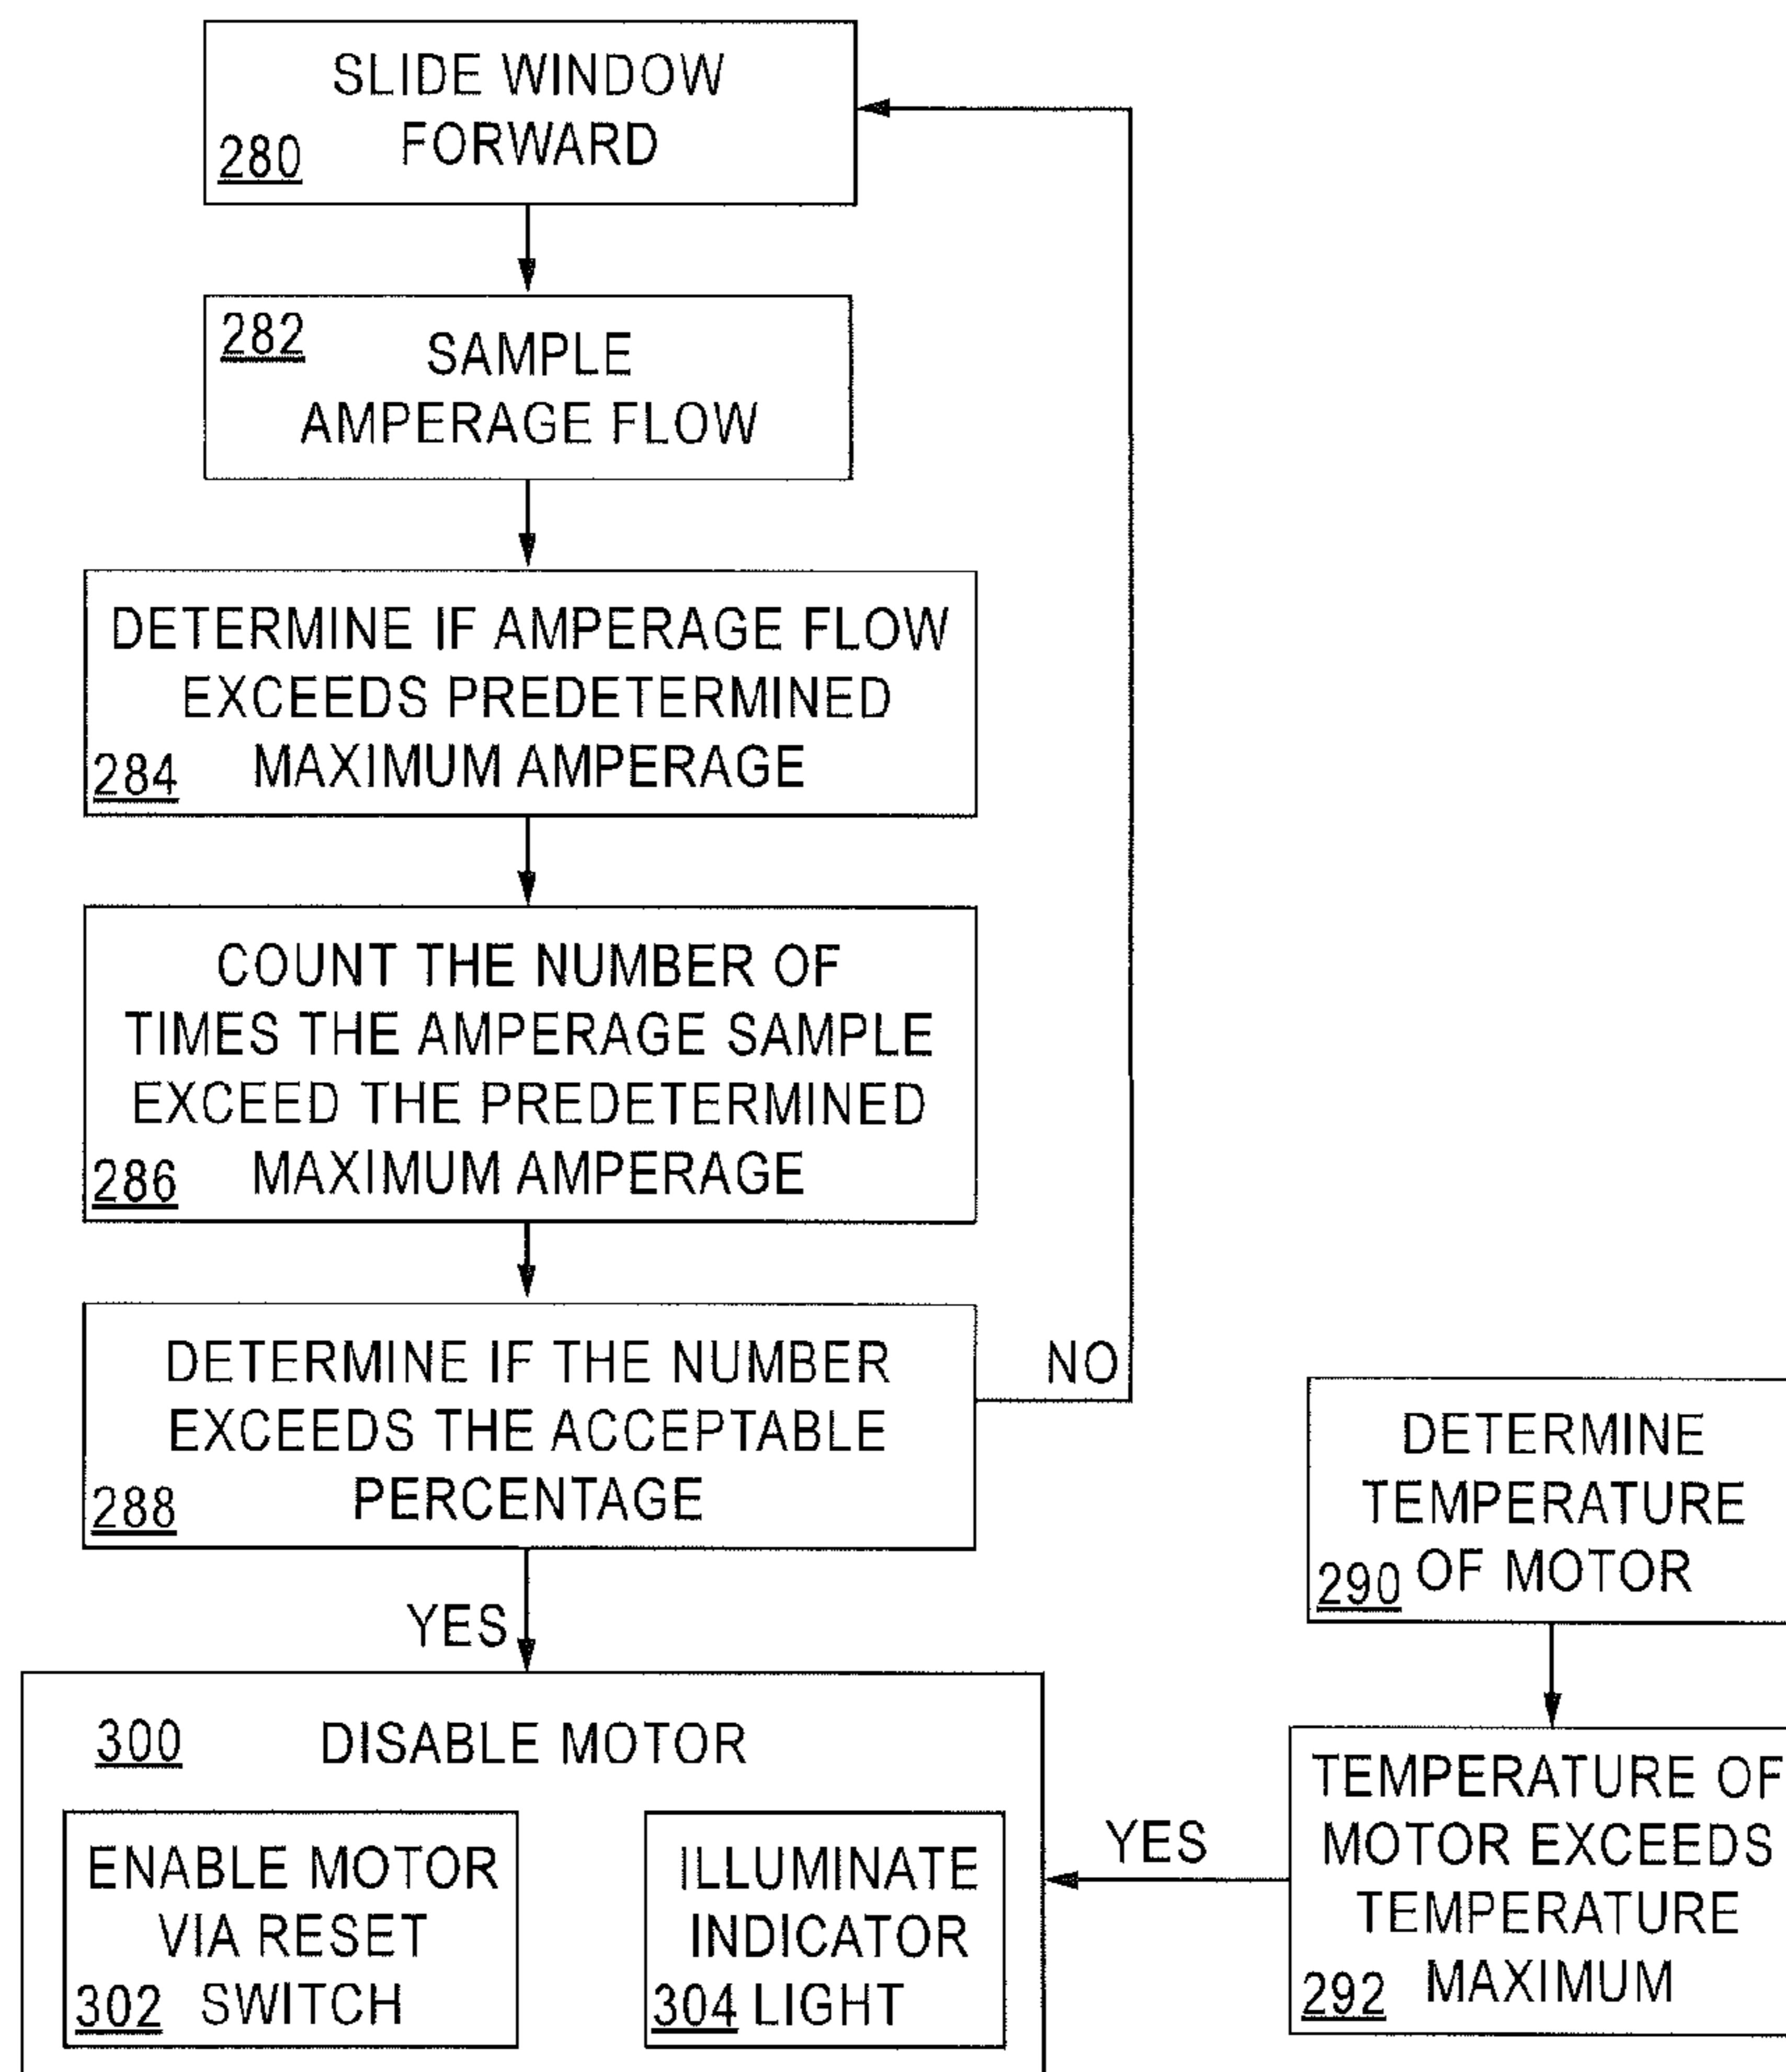 SLIDE WINDOW
280 FORWARD
282 SAMPLE
AMPERAGE FLOW
DETERMINE IF AMPERAGE FLOW
EXCEEDS PREDETERMINED
284 MAXIMUM AMPERAGE
COUNT THE NUMBER OF
TIMES THE AMPERAGE SAMPLE
EXCEED THE PREDETERMINED
286 MAXIMUM AMPERAGE
DETERMINE IF THE NUMBER
EXCEEDS THE ACCEPTABLE
288 PERCENTAGE
NO
YES
DETERMINE
TEMPERATURE
290 OF MOTOR
TEMPERATURE OF
MOTOR EXCEEDS
TEMPERATURE
292 MAXIMUM
YES
300 DISABLE MOTOR
ENABLE MOTOR
VIA RESET
302 SWITCH
ILLUMINATE
INDICATOR
304 LIGHT